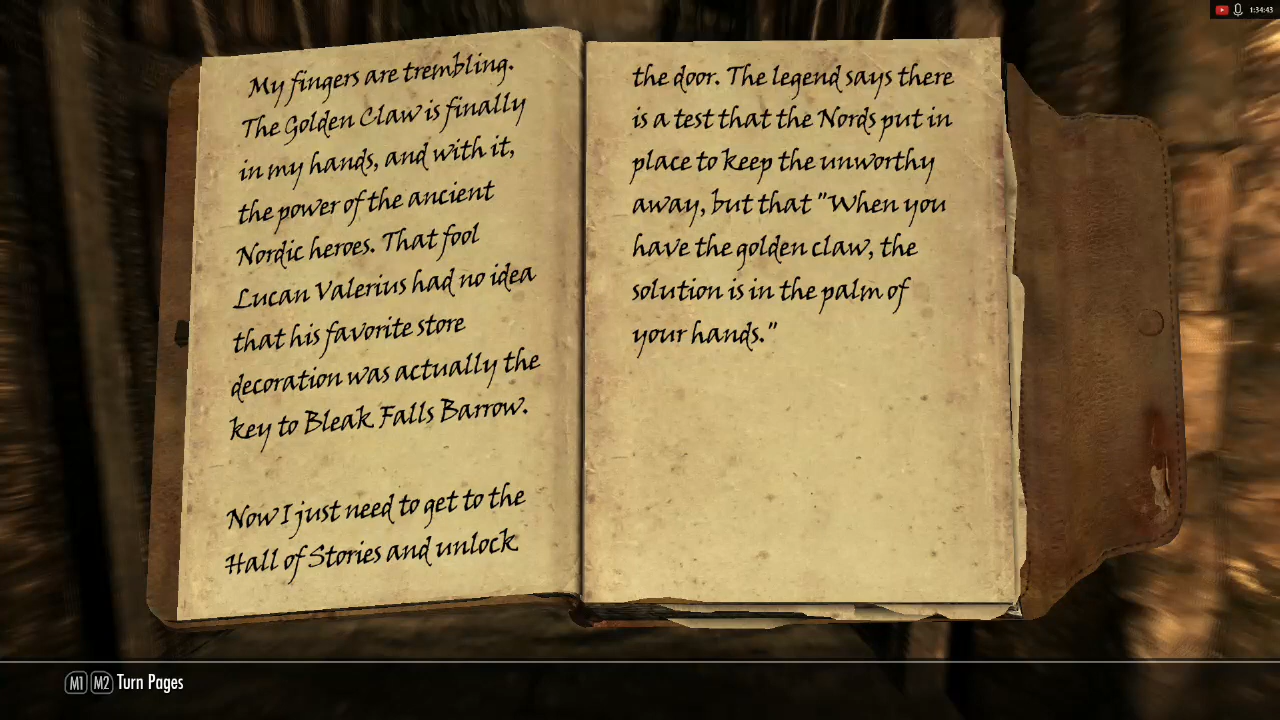 1:34:43
My fingers are trembling.
The Golden Claw is finally
in my hands, and with it,
the power of the ancient
Nordic heroes. That fool
Lucan Valerius had no idea
that his favorite store
decoration was actually the
key to Bleak Falls Barrow.
Now I just need to get to the
Hall of Stories and unlock
the door. The legend says there
is a test that the Nords put in
place to keep the unworthy
away, but that "When you
have the golden claw, the
solution is in the palm of
your hands."
M1 M2 Turn Pages